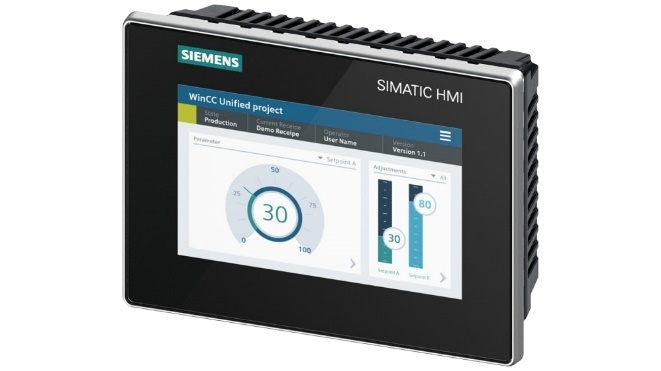 SIEMENS
SIMATIC HMI
WinCC Unified project
State
Production
Current Receipe
Demo Receipe
Operator
User Name
Version
Version 1.1
Parameter
Setpoint A
50
25
75
30
0
100
Adjustments
All
80
30
Setpoint A
Setpoint B